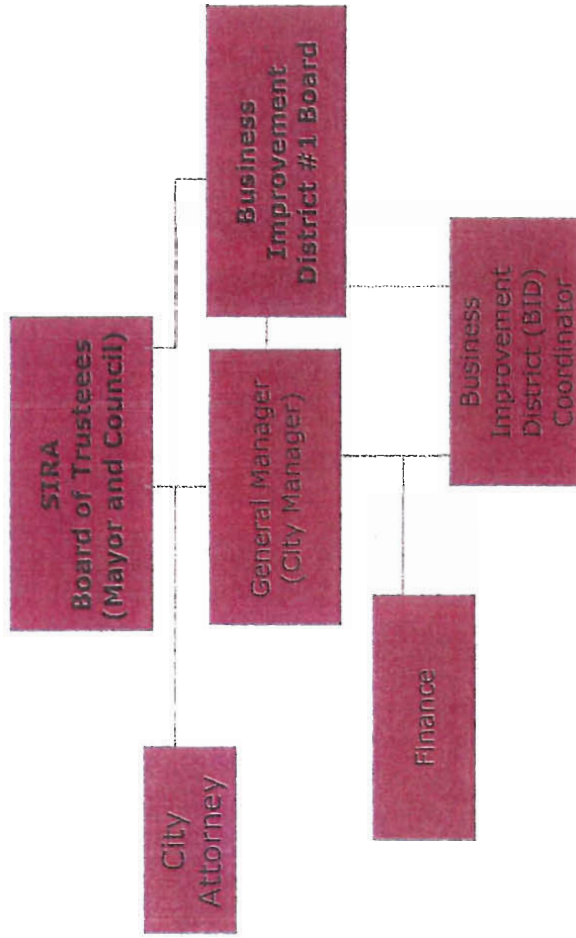 SIRA
Board of Trusteees
(Mayor and Council)
City
Attorney
General Manager
(City Manager)
Business
Improvement
District #1 Board
Finance
Business
Improvement
District (BID)
Coordinator